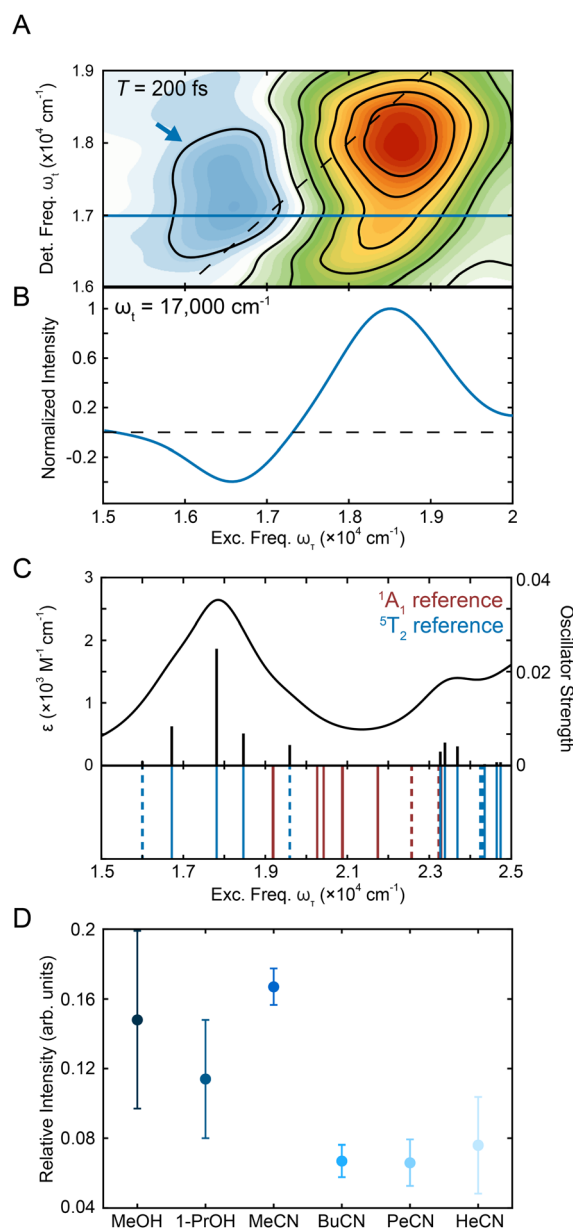 A
T = 200 fs
Det. Freq. ωt (x10⁴ cm⁻¹)
1.9
1.8
1.7
1.6
B
ωt = 17,000 cm⁻¹
Normalized Intensity
1
0.6
0.2
-0.2
1.5 1.6 1.7 1.8 1.9 2
Exc. Freq. ωτ (×10⁴ cm⁻¹)
C
ε (×10³ M⁻¹ cm⁻¹)
3
2
1
0
¹A₁ reference
⁵T₂ reference
0.04
0.02
0
Oscillator Strength
1.5 1.7 1.9 2.1 2.3 2.5
Exc. Freq. ωτ (×10⁴ cm⁻¹)
D
Relative Intensity (arb. units)
0.2
0.16
0.12
0.08
0.04
MeOH 1-PrOH MeCN BuCN PeCN HeCN